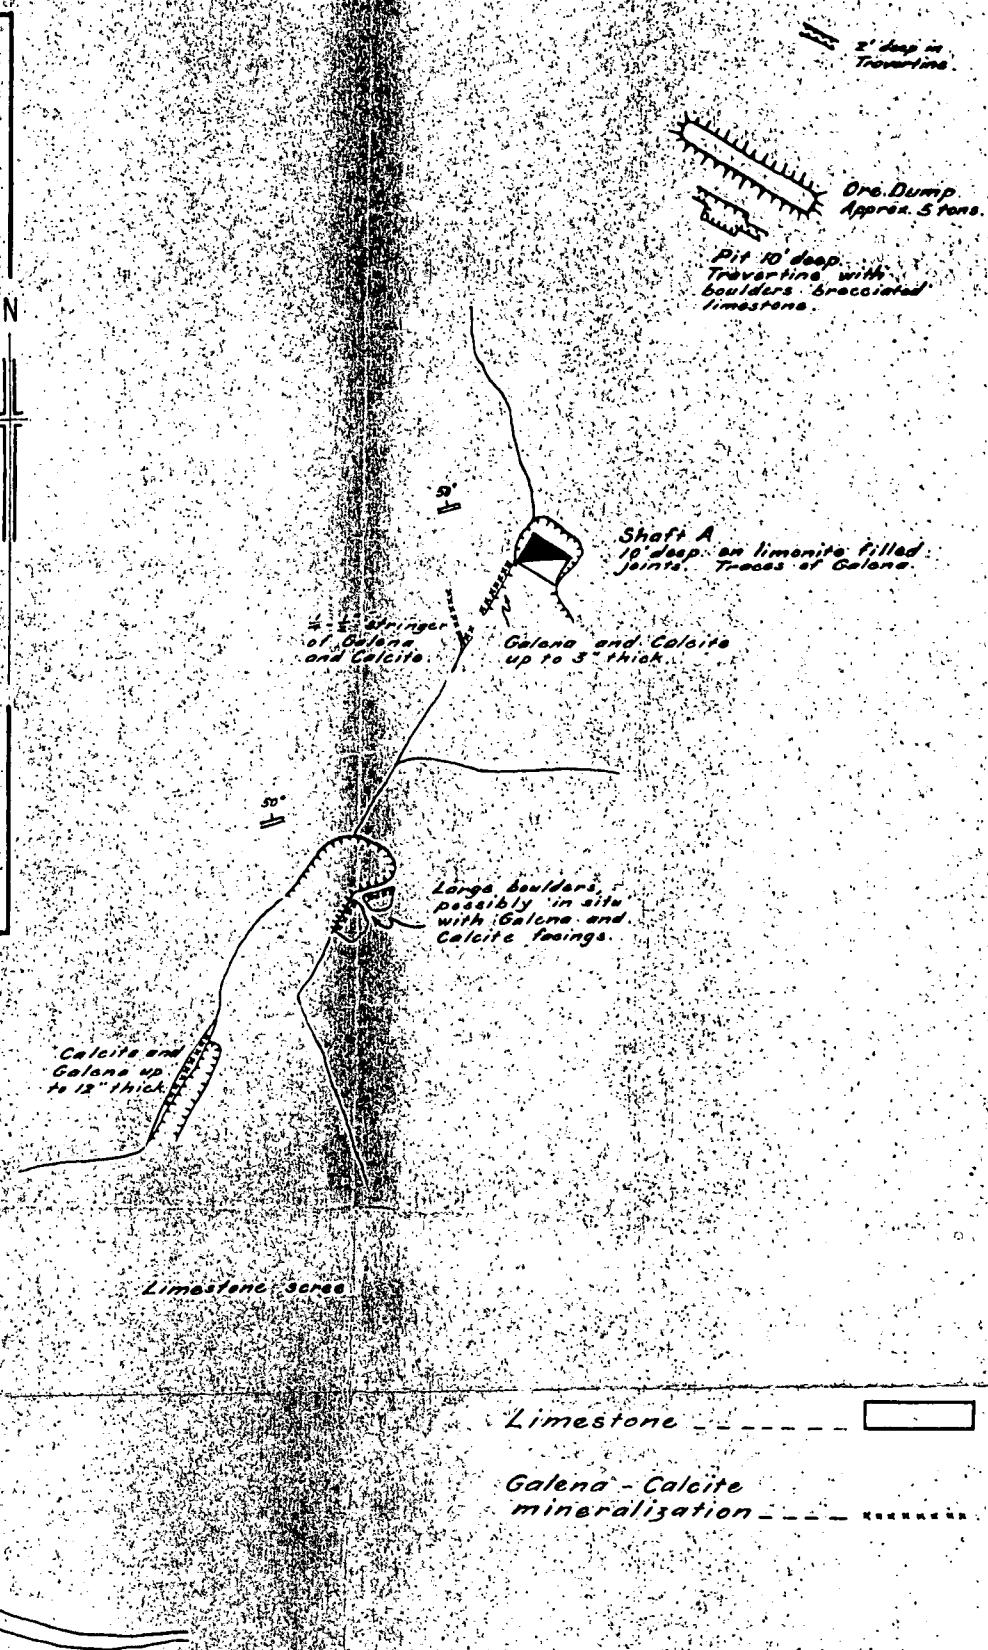 2' deep in
Travertine.
Ore Dump
Approx. 5 tons.
Pit 10' deep.
Travertine with
boulders brecciated
limestone.
N
50°
Shaft A
10' deep on limonite filled
joints. Traces of Galena.
stringer
of Galena
and Calcite.
Galena and Calcite
up to 3" thick.
50°
Large boulders,
possibly in situ
with Galena and
Calcite facings.
Calcite and
Galena up
to 12" thick
Limestone scree
Limestone
Galena - Calcite
mineralization